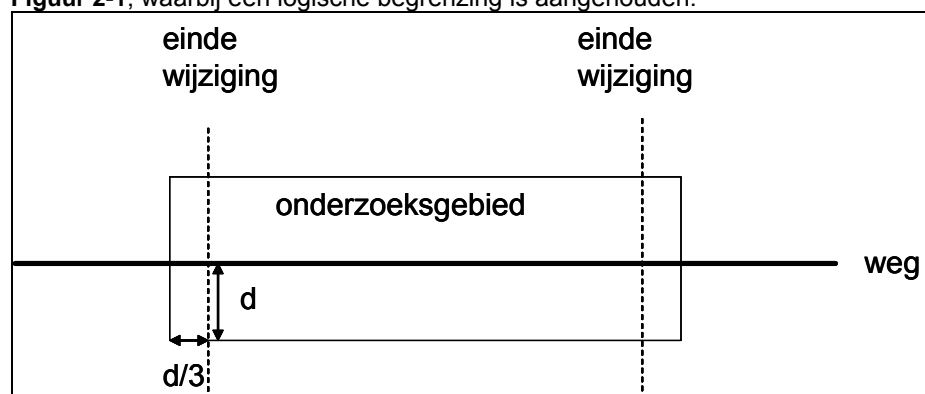 Figuur 2-1, waarbij een logische begrenzing is aangehouden.
einde
wijziging
einde
wijziging
onderzoeksgebied
weg
d
d/3